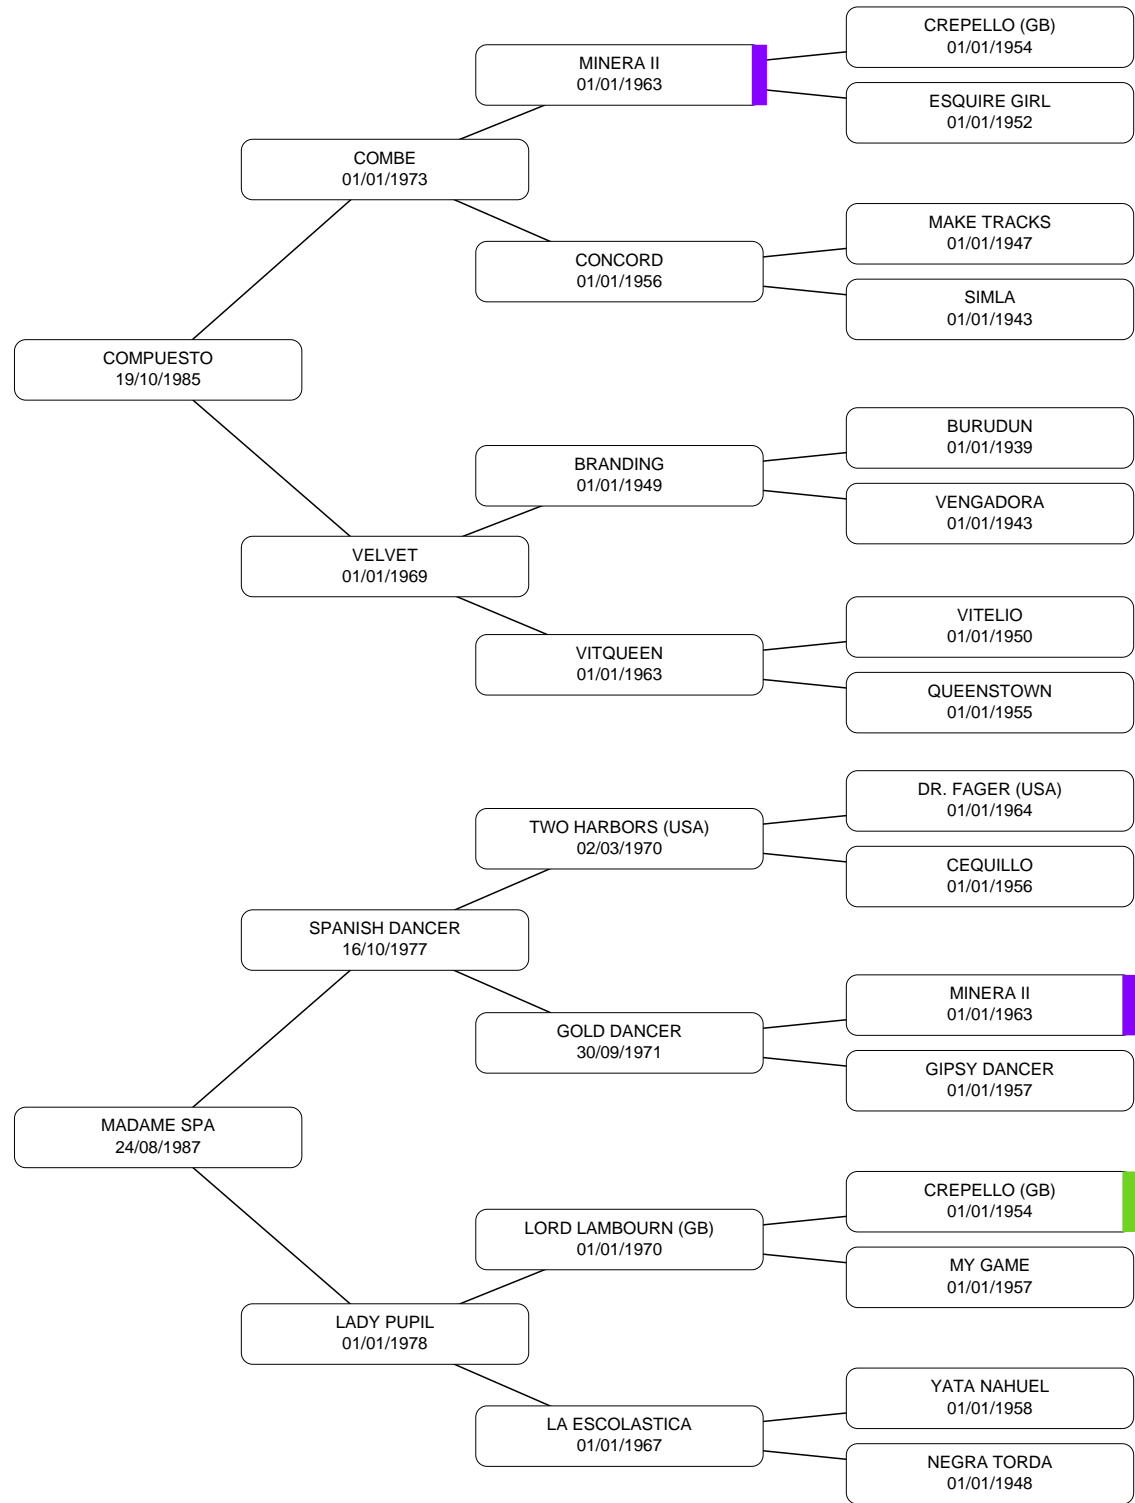 CREPELLO (GB)
01/01/1954
MINERA II
01/01/1963
ESQUIRE GIRL
01/01/1952
COMBE
01/01/1973
MAKE TRACKS
01/01/1947
CONCORD
01/01/1956
SIMLA
01/01/1943
COMPUESTO
19/10/1985
BURUDUN
01/01/1939
BRANDING
01/01/1949
VENGADORA
01/01/1943
VELVET
01/01/1969
VITELIO
01/01/1950
VITQUEEN
01/01/1963
QUEENSTOWN
01/01/1955
DR. FAGER (USA)
01/01/1964
TWO HARBORS (USA)
02/03/1970
CEQUILLO
01/01/1956
SPANISH DANCER
16/10/1977
MINERA II
01/01/1963
GOLD DANCER
30/09/1971
GIPSY DANCER
01/01/1957
MADAME SPA
24/08/1987
CREPELLO (GB)
01/01/1954
LORD LAMBOURN (GB)
01/01/1970
MY GAME
01/01/1957
LADY PUPIL
01/01/1978
YATA NAHUEL
01/01/1958
LA ESCOLASTICA
01/01/1967
NEGRA TORDA
01/01/1948